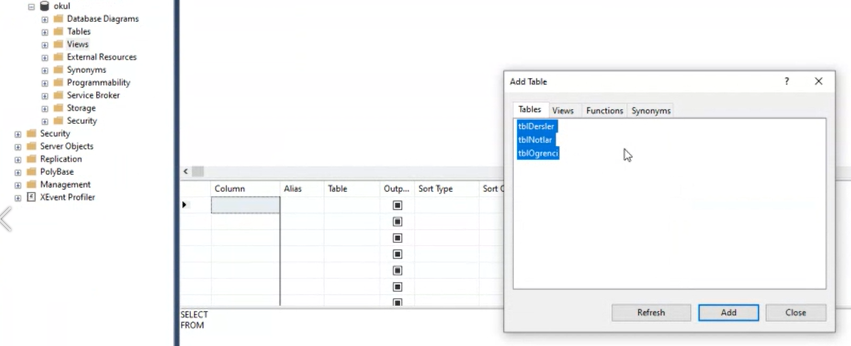 okul
Database Diagrams
Tables
Views
External Resources
Synonyms
Programmability
Service Broker
Storage
Security
Security
Server Objects
Replication
PolyBase
Management
XEvent Profiler
Column Alias Table Outp... Sort Type Sort O
SELECT
FROM
Add Table
Tables Views Functions Synonyms
tblDersler
tblNotlar
tblOgrenci
Refresh Add Close